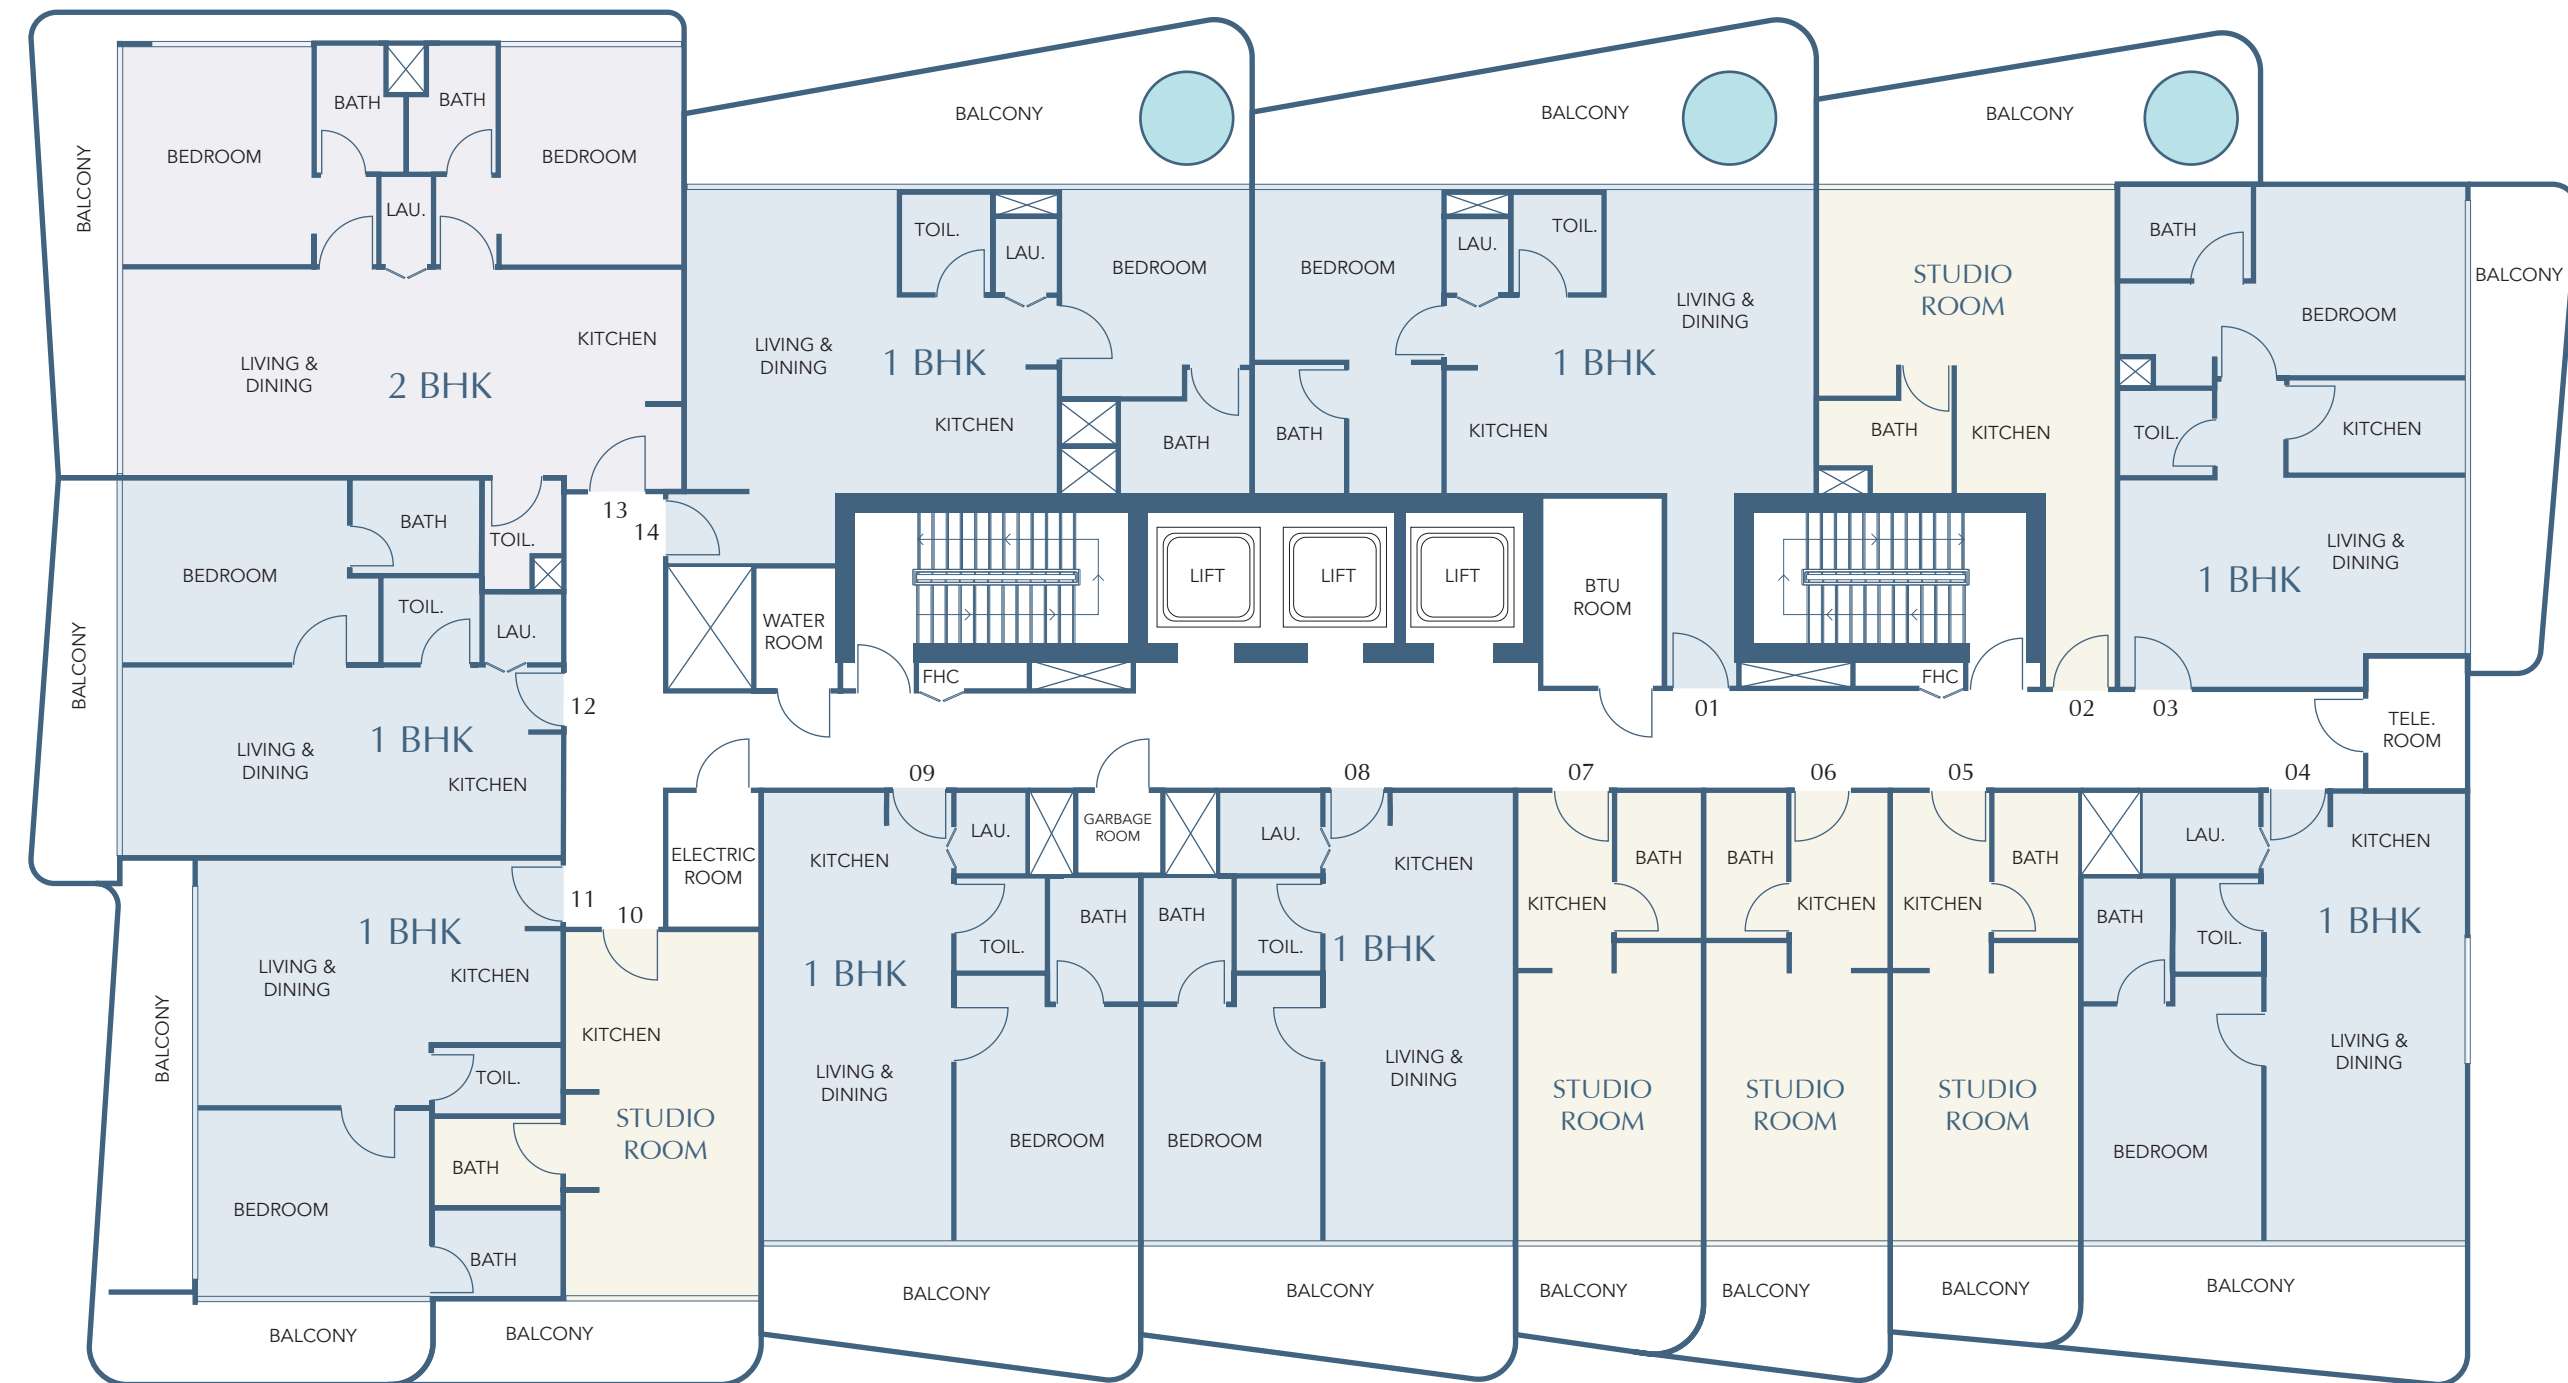 BALCONY
BALCONY
BALCONY
BATH
BATH
BEDROOM
BEDROOM
BALCONY
LAU.
KITCHEN
LIVING &
DINING
2 BHK
TOIL.
LAU.
BEDROOM
LIVING &
DINING
1 BHK
KITCHEN
BATH
BEDROOM
LAU.
TOIL.
LIVING &
DINING
1 BHK
BATH
KITCHEN
STUDIO
ROOM
BATH
KITCHEN
BATH
BEDROOM
BALCONY
TOIL.
KITCHEN
LIVING &
DINING
1 BHK
13
14
BATH
TOIL.
BEDROOM
TOIL.
LAU.
BALCONY
12
1 BHK
LIVING &
DINING
KITCHEN
WATER
ROOM
FHC
LIFT
LIFT
LIFT
BTU
ROOM
01
FHC
02
03
TELE.
ROOM
11
10
ELECTRIC
ROOM
09
LAU.
GARBAGE
ROOM
08
LAU.
KITCHEN
KITCHEN
07
BATH
KITCHEN
06
BATH
KITCHEN
05
BATH
KITCHEN
04
LAU.
KITCHEN
1 BHK
LIVING &
DINING
KITCHEN
BALCONY
TOIL.
BATH
BEDROOM
BATH
KITCHEN
STUDIO
ROOM
1 BHK
TOIL.
BATH
LIVING &
DINING
BEDROOM
BATH
TOIL.
1 BHK
LIVING &
DINING
BEDROOM
STUDIO
ROOM
STUDIO
ROOM
STUDIO
ROOM
BATH
TOIL.
1 BHK
LIVING &
DINING
BEDROOM
BALCONY
BALCONY
BALCONY
BALCONY
BALCONY
BALCONY
BALCONY
BALCONY